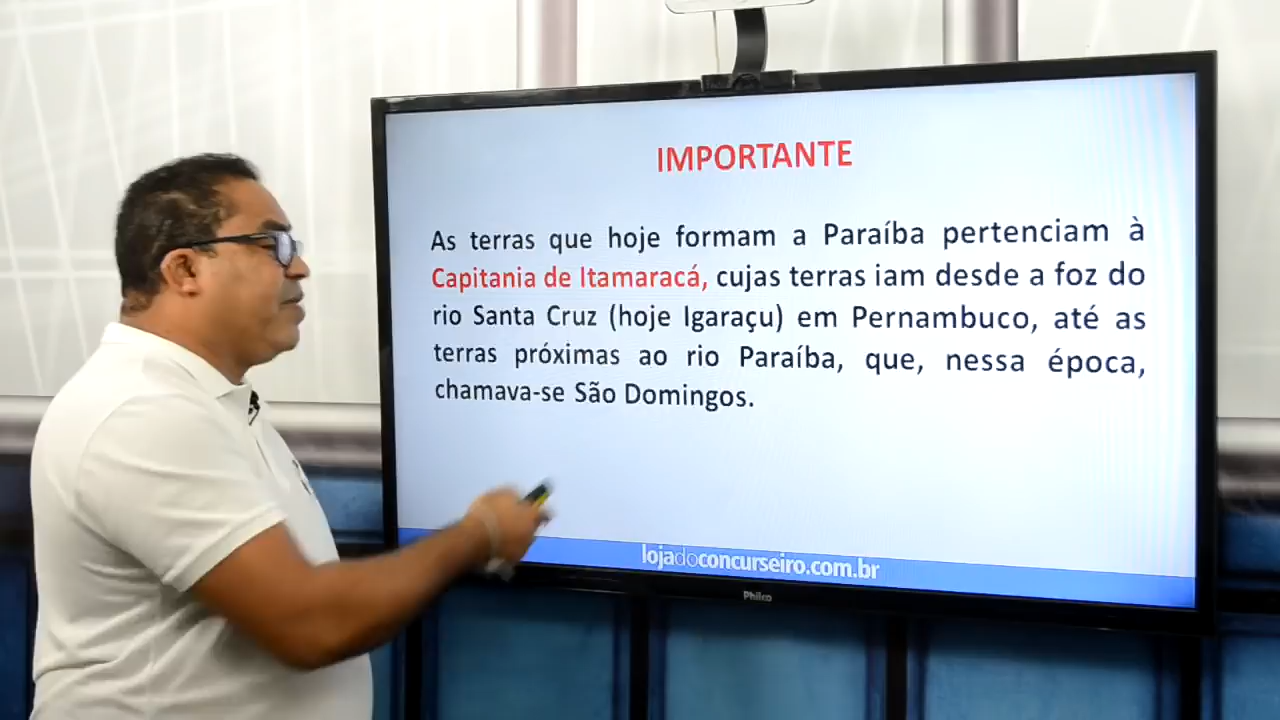 IMPORTANTE
As terras que hoje formam a Paraíba pertenciam à
Capitania de Itamaracá, cujas terras iam desde a foz do
rio Santa Cruz (hoje Igaraçu) em Pernambuco, até as
terras próximas ao rio Paraíba, que, nessa época,
chamava-se São Domingos.
lojadoconcurseiro.com.br
Philco